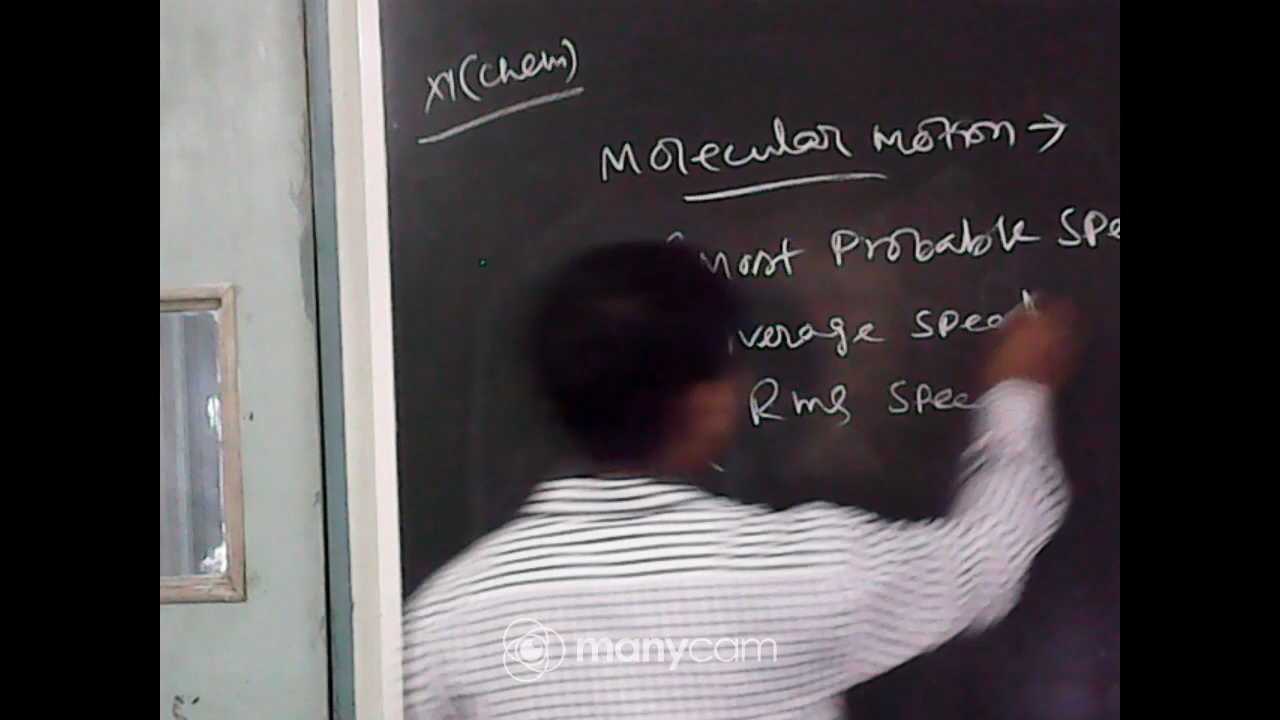 XI (Chem)
Molecular motion →
Most Probable Spe
verage speed
Rms Spee
manycam